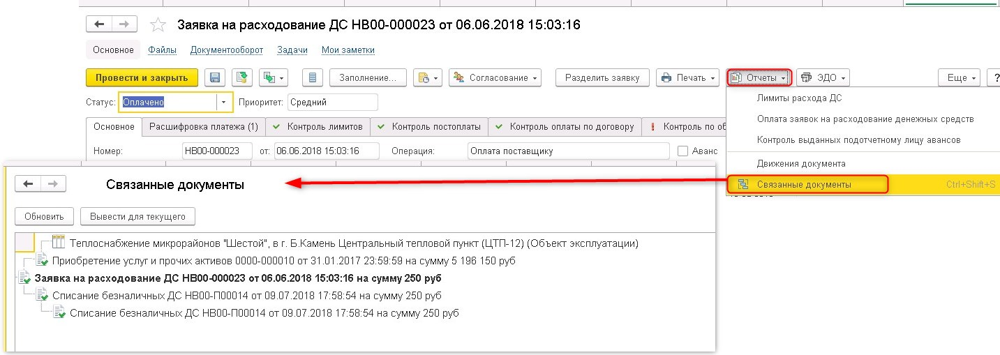 Заявка на расходование ДС НВ00-000023 от 06.06.2018 15:03:16
Основное Файлы Документооборот Задачи Мои заметки
Провести и закрыть Заполнение... Согласование Разделить заявку Печать Отчеты ЭДО Еще ?
Статус: Оплачено Приоритет: Средний
Лимиты расхода ДС
Оплата заявок на расходование денежных средств
Контроль выданных подотчетному лицу авансов
Движения документа
Связанные документы Ctrl+Shift+S
Основное Расшифровка платежа (1) Контроль лимитов Контроль постоплаты Контроль оплаты по договору Контроль по об
Номер: НВ00-000023 от: 06.06.2018 15:03:16 Операция: Оплата поставщику Аванс
Связанные документы
Обновить Вывести для текущего
Теплоснабжение микрорайонов "Шестой", в г. Б.Камень Центральный тепловой пункт (ЦТП-12) (Объект эксплуатации)
Приобретение услуг и прочих активов 0000-000010 от 31.01.2017 23:59:59 на сумму 5 196 150 руб
Заявка на расходование ДС НВ00-000023 от 06.06.2018 15:03:16 на сумму 250 руб
Списание безналичных ДС НВ00-П00014 от 09.07.2018 17:58:54 на сумму 250 руб
Списание безналичных ДС НВ00-П00014 от 09.07.2018 17:58:54 на сумму 250 руб